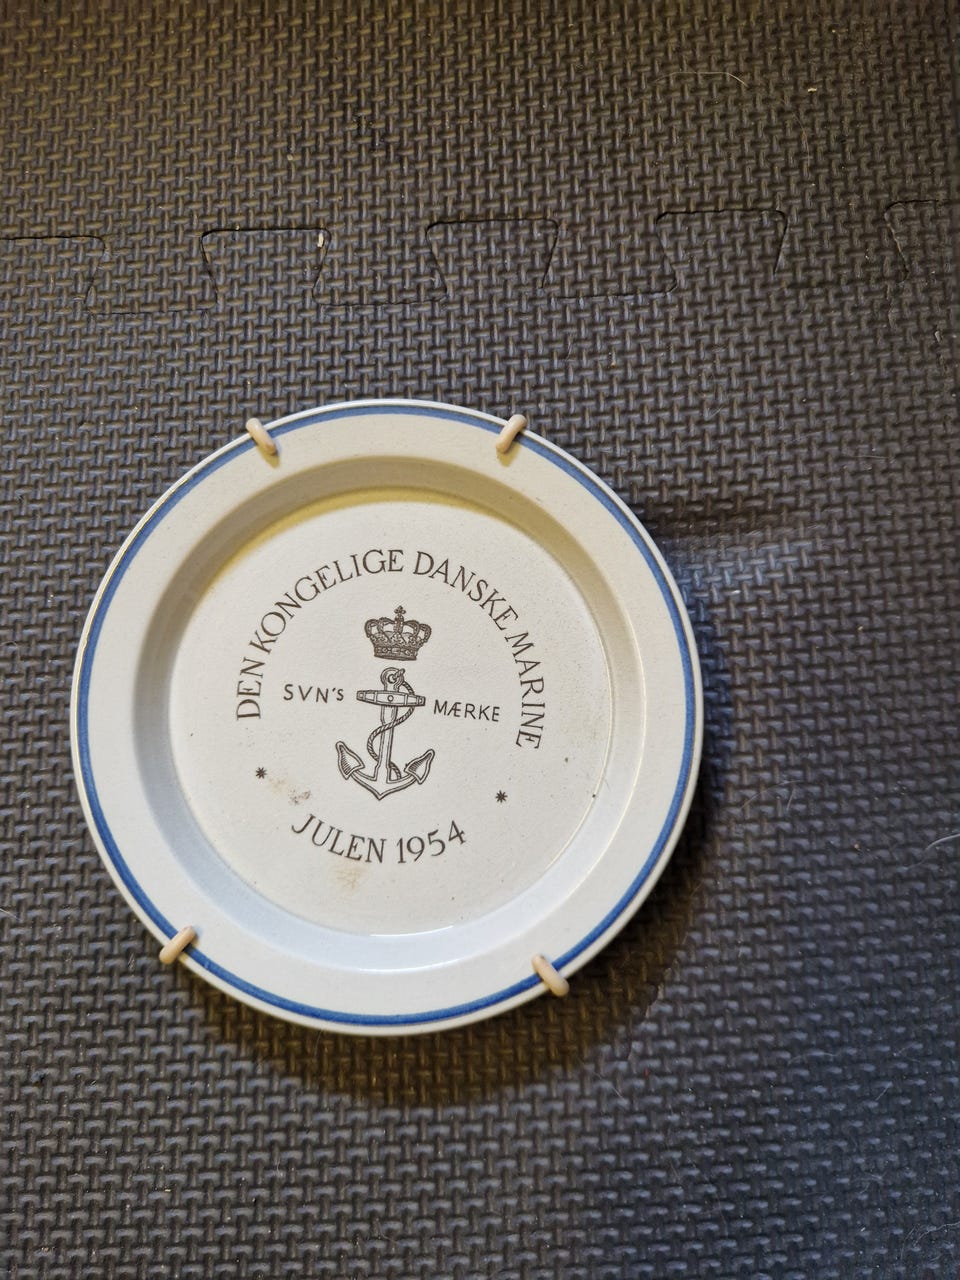 DEN KONGELIGE DANSKE MARINE
SVN'S MÆRKE
* JULEN 1954 *